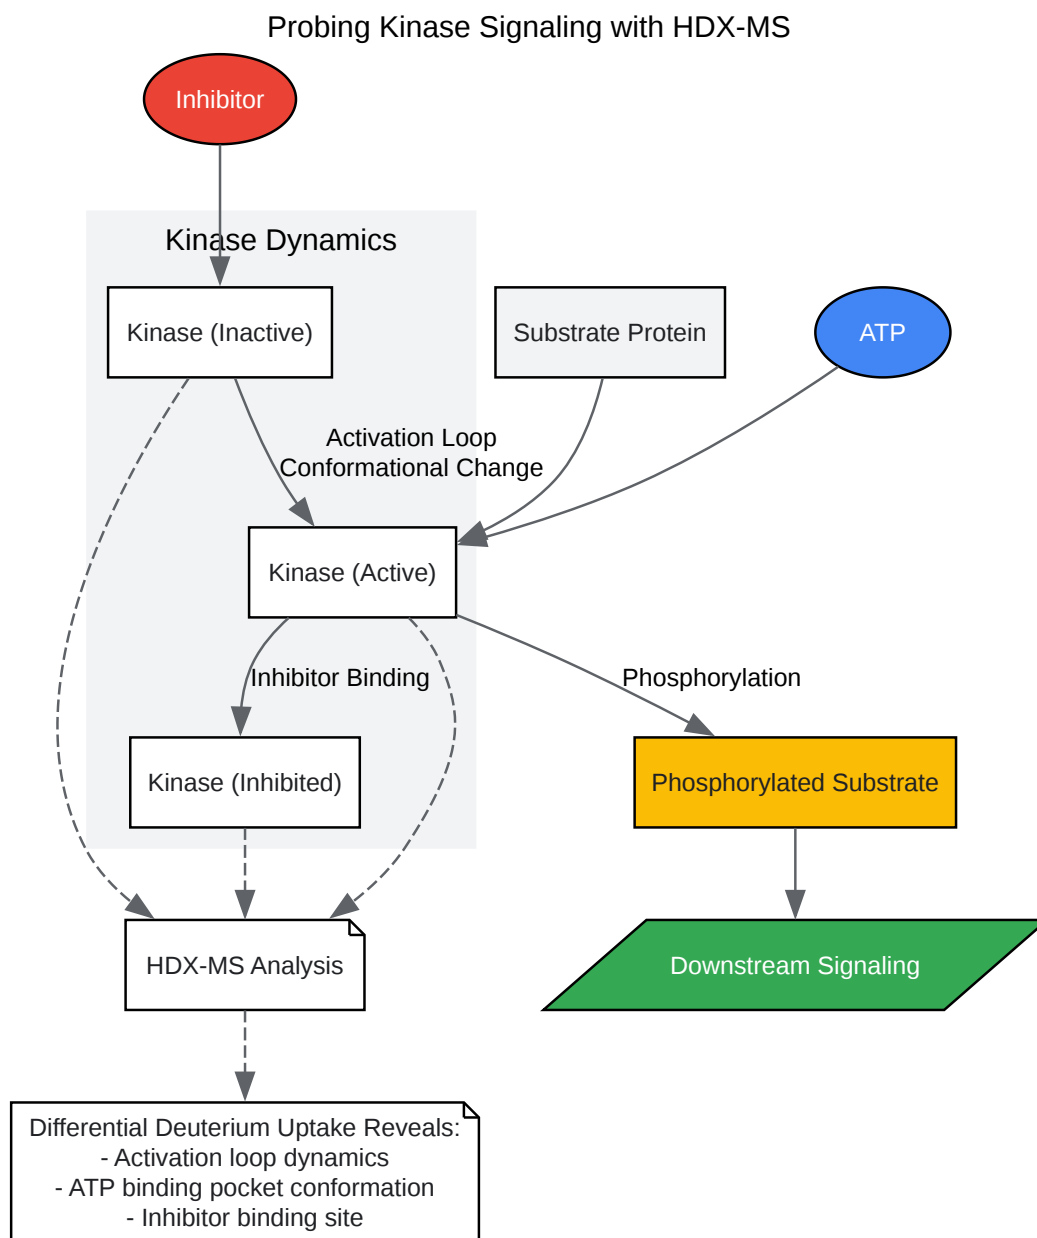 Probing Kinase Signaling with HDX-MS
Inhibitor
Kinase Dynamics
Kinase (Inactive)
Substrate Protein
ATP
Activation Loop
Conformational Change
Kinase (Active)
Inhibitor Binding
Phosphorylation
Kinase (Inhibited)
Phosphorylated Substrate
HDX-MS Analysis
Downstream Signaling
Differential Deuterium Uptake Reveals:
- Activation loop dynamics
- ATP binding pocket conformation
- Inhibitor binding site